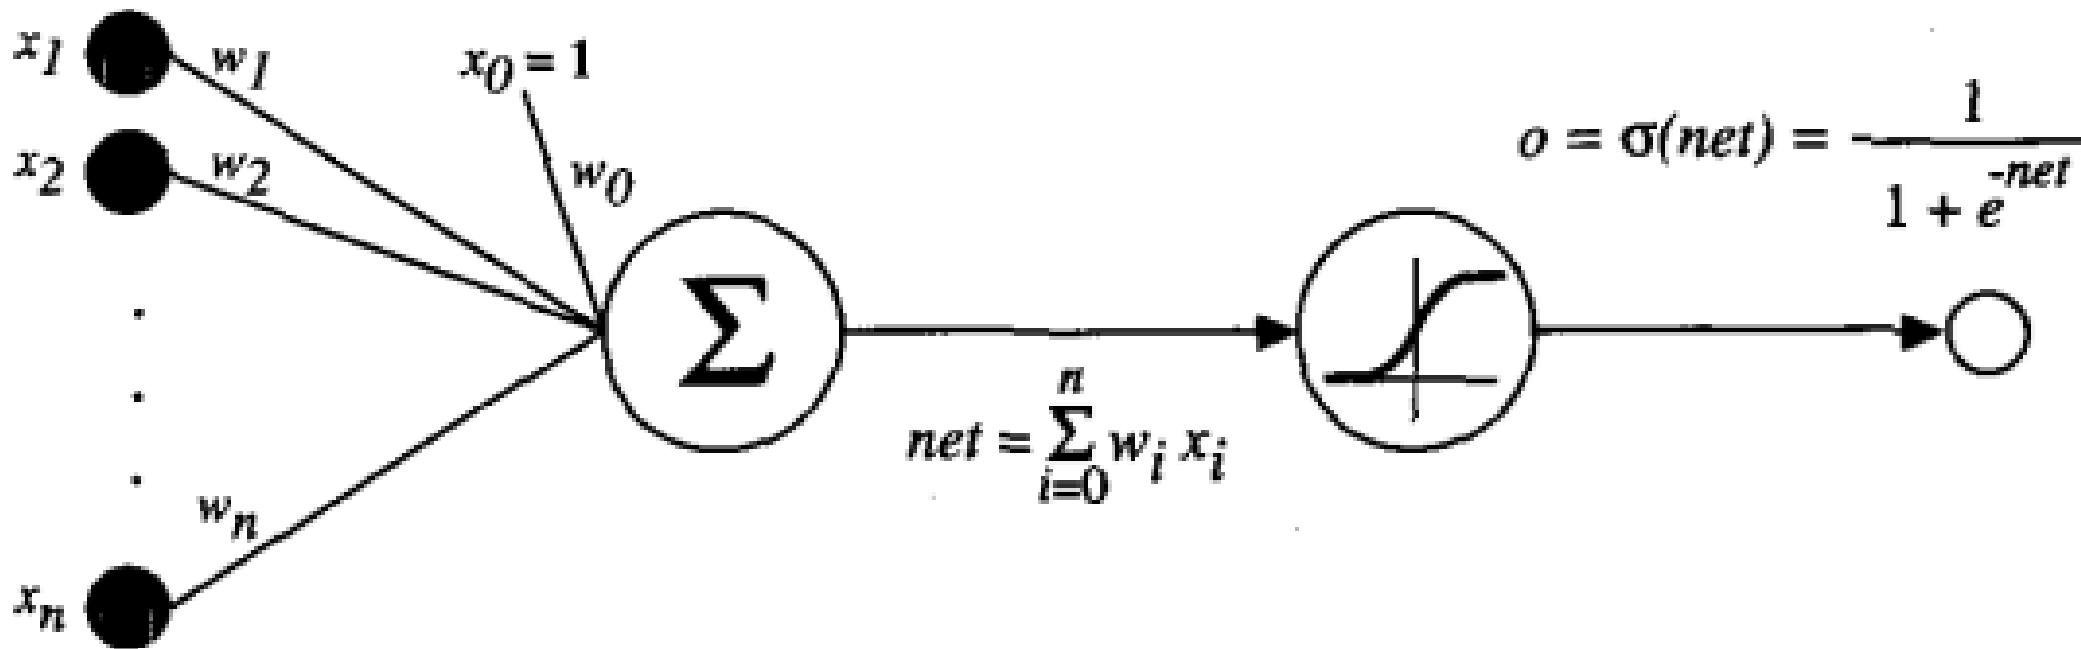 x1 w1
x0 = 1
x2 w2
w0
o = σ(net) = 1 / (1 + e^-net)
Σ
net = Σ_{i=0}^{n} wi xi
wn
xn